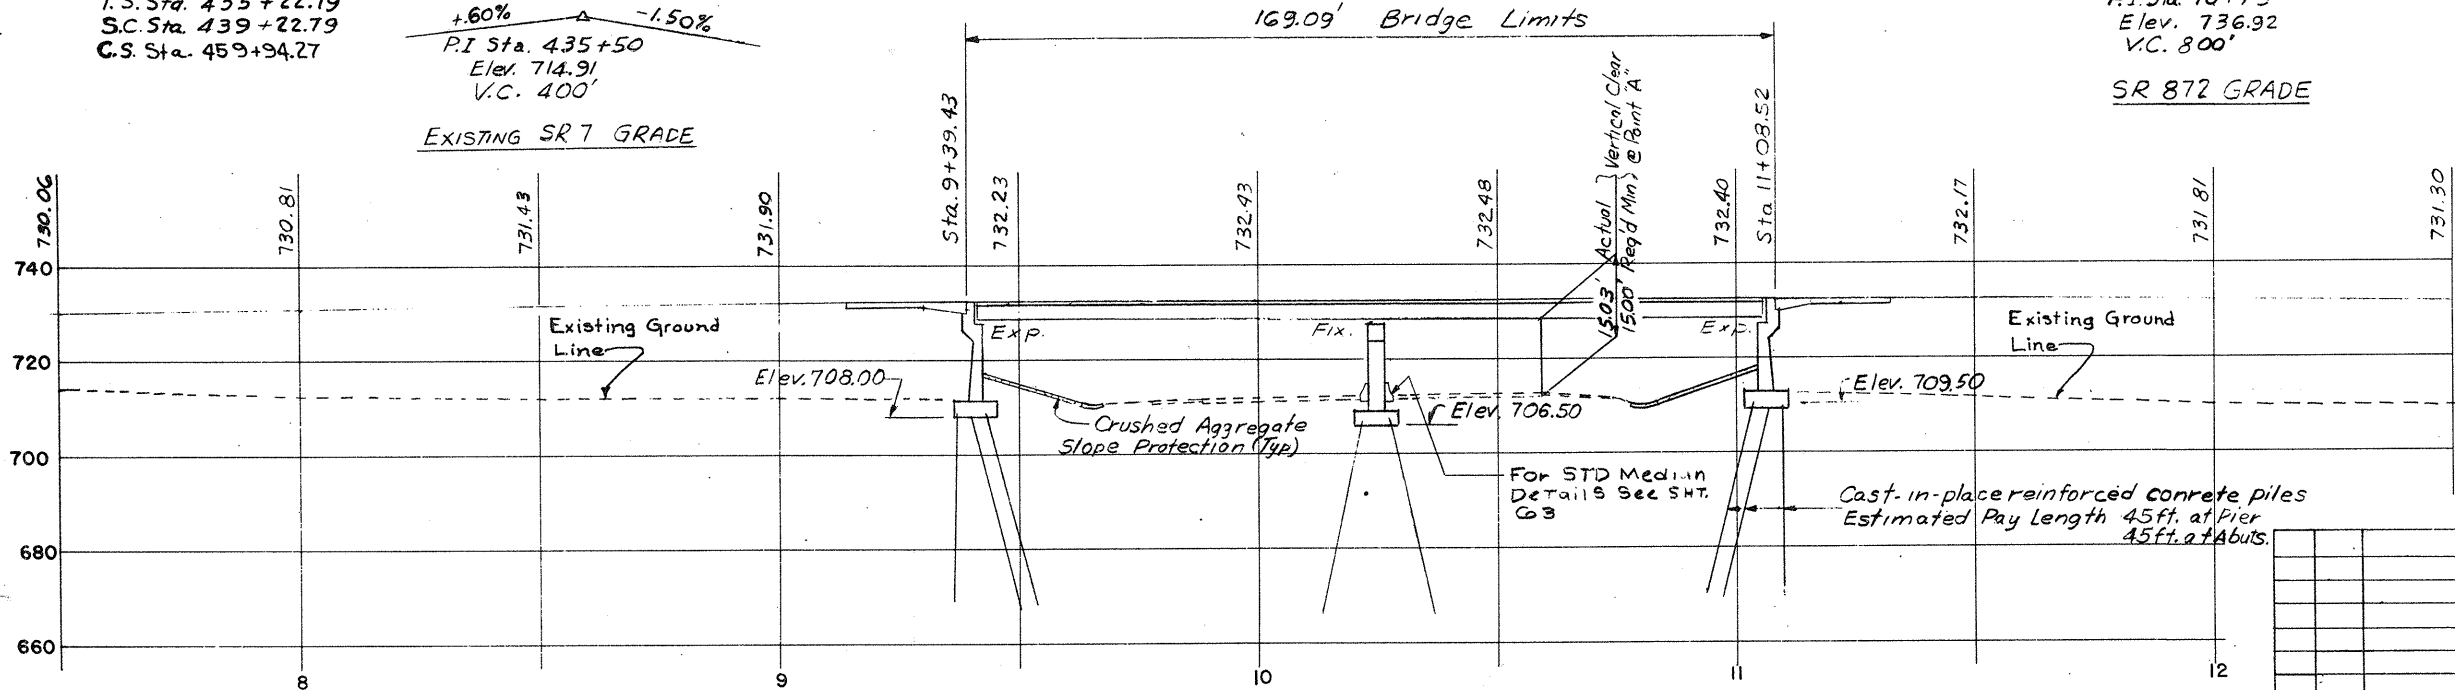 S.C. Sta. 439+22.79
C.S. Sta. 459+94.27
+.60%
-1.50%
P.I Sta. 435+50
Elev. 714.91
V.C. 400'
EXISTING SR 7 GRADE
169.09' Bridge Limits
Elev. 736.92
V.C. 800'
SR 872 GRADE
730.06
730.81
731.43
731.90
Sta. 9+39.43
732.23
732.43
732.48
15.03' Actual } Vertical Clear
15.00' Req'd Min } @ Point "A"
732.40
Sta 11+08.52
732.17
731 81
731.30
740
720
700
680
660
Existing Ground
Line
Exp.
Fix.
Exp.
Existing Ground
Line
Elev. 708.00
Elev. 706.50
Elev. 709.50
Crushed Aggregate
Slope Protection (Typ)
For STD Median
Details See SHT.
Cast-in-place reinforced conrete piles
Estimated Pay Length 45ft. at Pier
45ft. at Abuts.
8
9
10
11
12